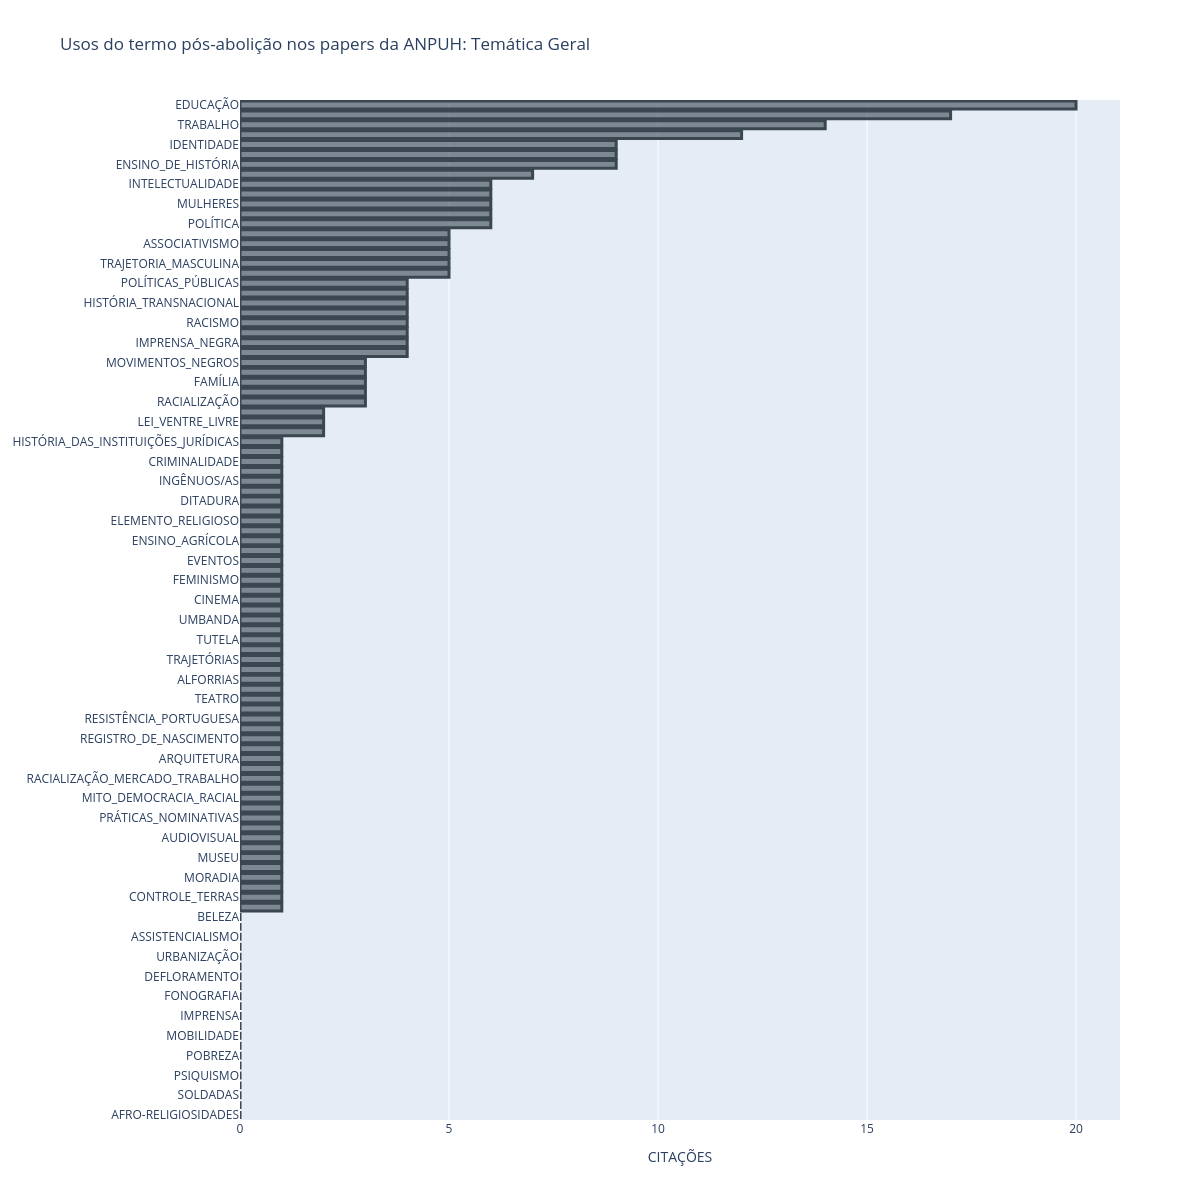 Usos do termo pós-abolição nos papers da ANPUH: Temática Geral
EDUCAÇÃO
TRABALHO
IDENTIDADE
ENSINO_DE_HISTÓRIA
INTELECTUALIDADE
MULHERES
POLÍTICA
ASSOCIATIVISMO
TRAJETORIA_MASCULINA
POLÍTICAS_PÚBLICAS
HISTÓRIA_TRANSNACIONAL
RACISMO
IMPRENSA_NEGRA
MOVIMENTOS_NEGROS
FAMÍLIA
RACIALIZAÇÃO
LEI_VENTRE_LIVRE
HISTÓRIA_DAS_INSTITUIÇÕES_JURÍDICAS
CRIMINALIDADE
INGÊNUOS/AS
DITADURA
ELEMENTO_RELIGIOSO
ENSINO_AGRÍCOLA
EVENTOS
FEMINISMO
CINEMA
UMBANDA
TUTELA
TRAJETÓRIAS
ALFORRIAS
TEATRO
RESISTÊNCIA_PORTUGUESA
REGISTRO_DE_NASCIMENTO
ARQUITETURA
RACIALIZAÇÃO_MERCADO_TRABALHO
MITO_DEMOCRACIA_RACIAL
PRÁTICAS_NOMINATIVAS
AUDIOVISUAL
MUSEU
MORADIA
CONTROLE_TERRAS
BELEZA
ASSISTENCIALISMO
URBANIZAÇÃO
DEFLORAMENTO
FONOGRAFIA
IMPRENSA
MOBILIDADE
POBREZA
PSIQUISMO
SOLDADAS
AFRO-RELIGIOSIDADES
0 5 10 15 20
CITAÇÕES